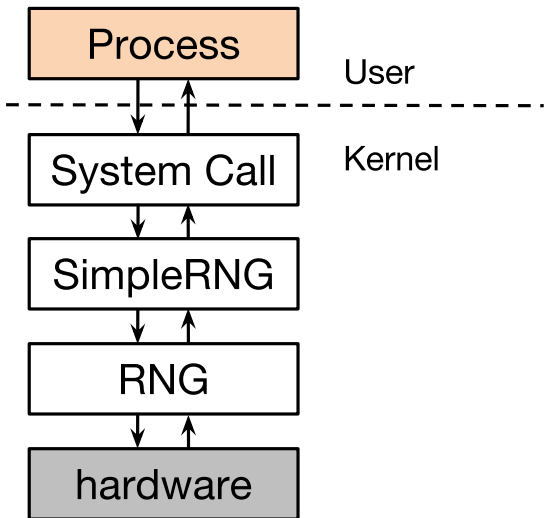 Process
User
Kernel
System Call
SimpleRNG
RNG
hardware